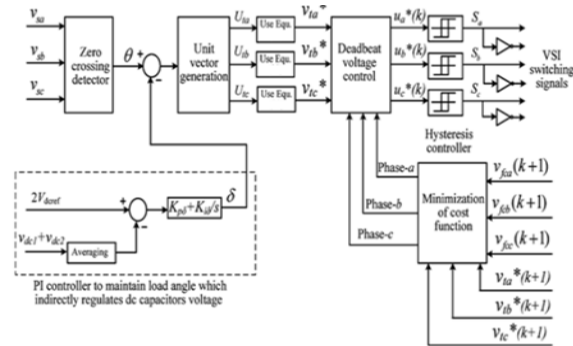 v_sa
v_sb
v_sc
Zero
crossing
detector
θ
+
-
Unit
vector
generation
U_ta
U_tb
U_tc
Use Equ.
Use Equ.
Use Equ.
v_ta*
v_tb*
v_tc*
Deadbeat
voltage
control
u_a*(k)
u_b*(k)
u_c*(k)
S_a
S_b
S_c
VSI
switching
signals
Hysteresis
controller
Phase-a
Phase-b
Phase-c
Minimization
of cost
function
v_fca(k+1)
v_fcb(k+1)
v_fcc(k+1)
v_ta*(k+1)
v_tb*(k+1)
v_tc*(k+1)
2V_dcref
+
-
K_pδ+K_iδ/s
δ
v_dc1+v_dc2
Averaging
PI controller to maintain load angle which
indirectly regulates dc capacitors voltage